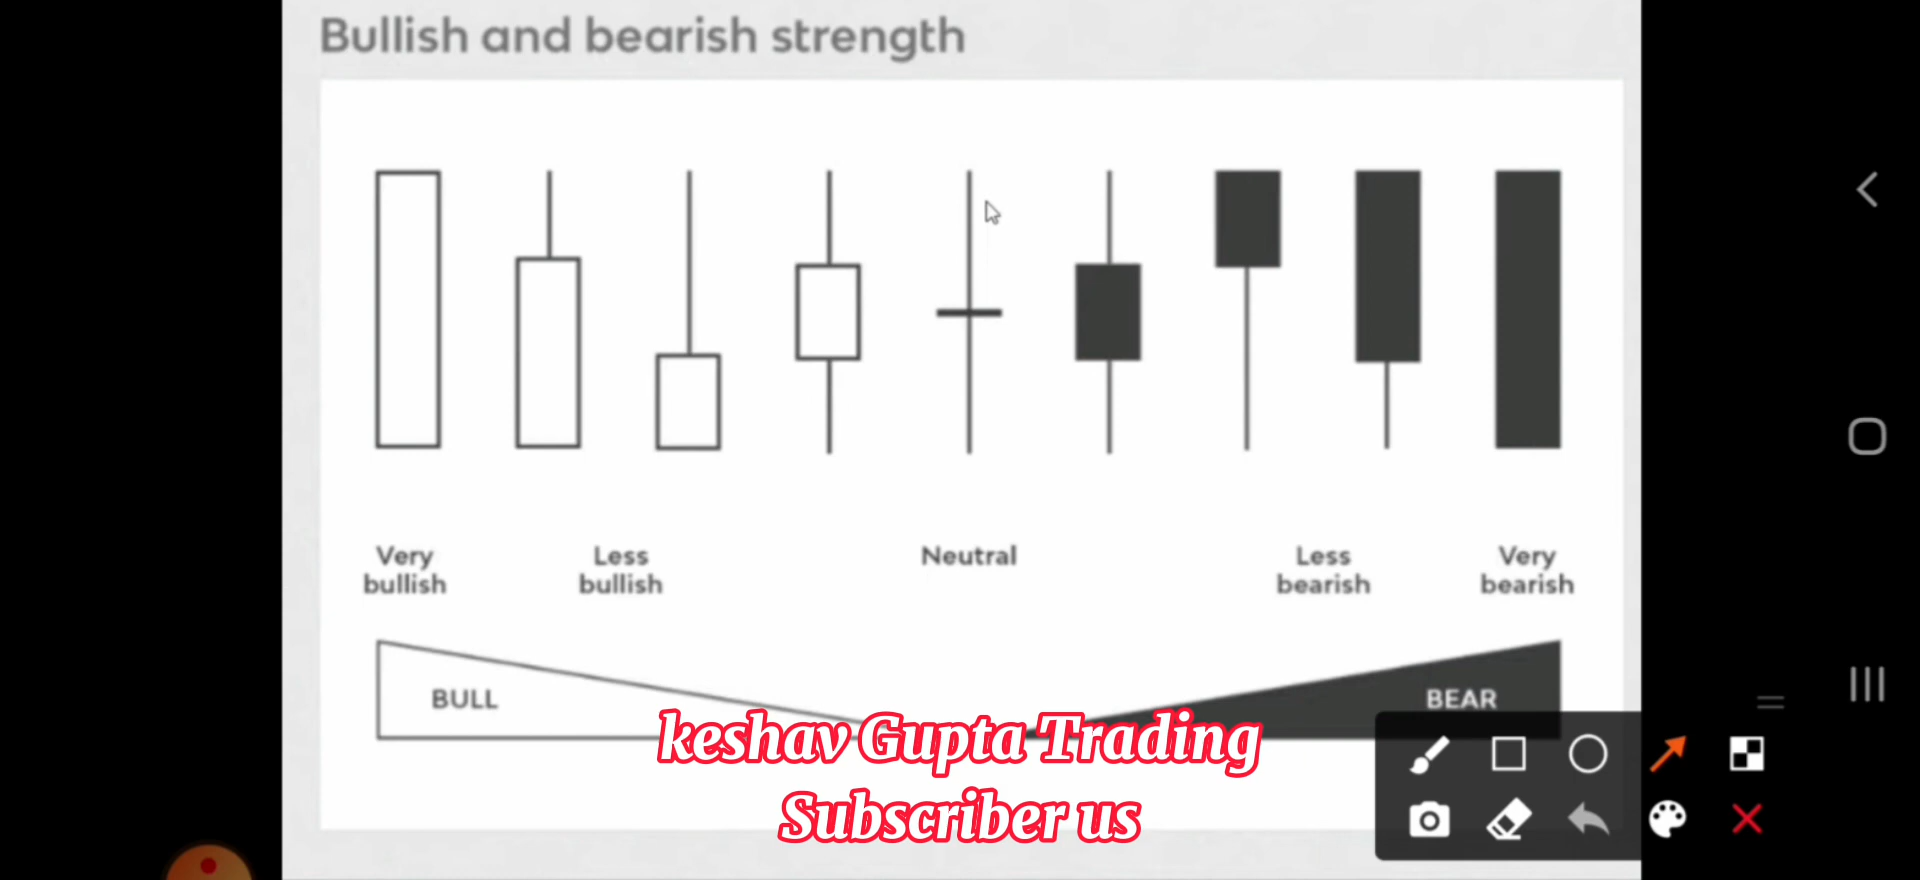 Bullish and bearish strength
Very bullish
Less bullish
Neutral
Less bearish
Very bearish
BULL
BEAR
keshav Gupta Trading
Subscriber us